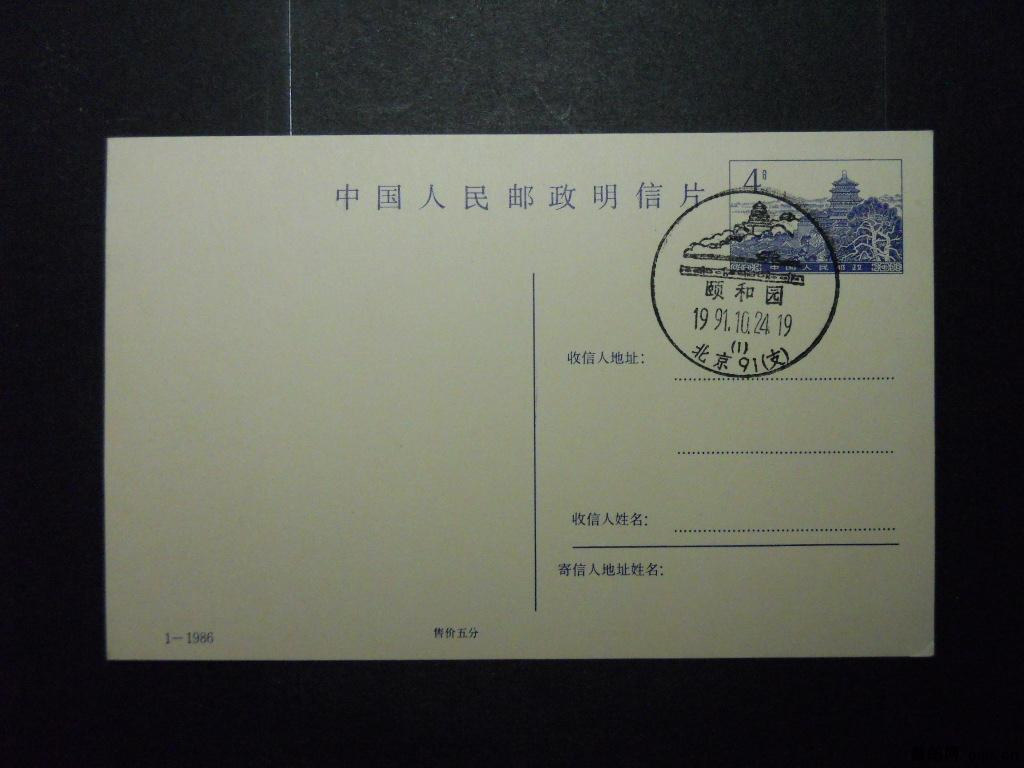 中国人民邮政明信片
4分
中国人民邮政
颐和园
1991.10.24.19
(1)
北京91(支)
收信人地址：
收信人姓名：
寄信人地址姓名：
1—1986
售价五分